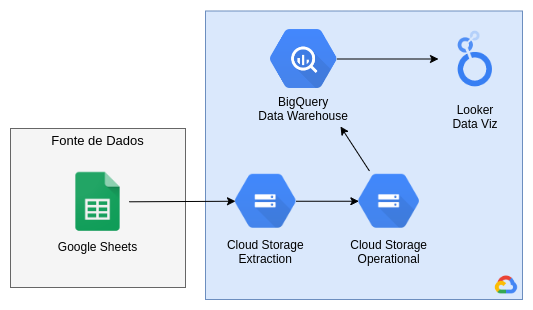 BigQuery
Data Warehouse
Looker
Data Viz
Fonte de Dados
Google Sheets
Cloud Storage
Extraction
Cloud Storage
Operational